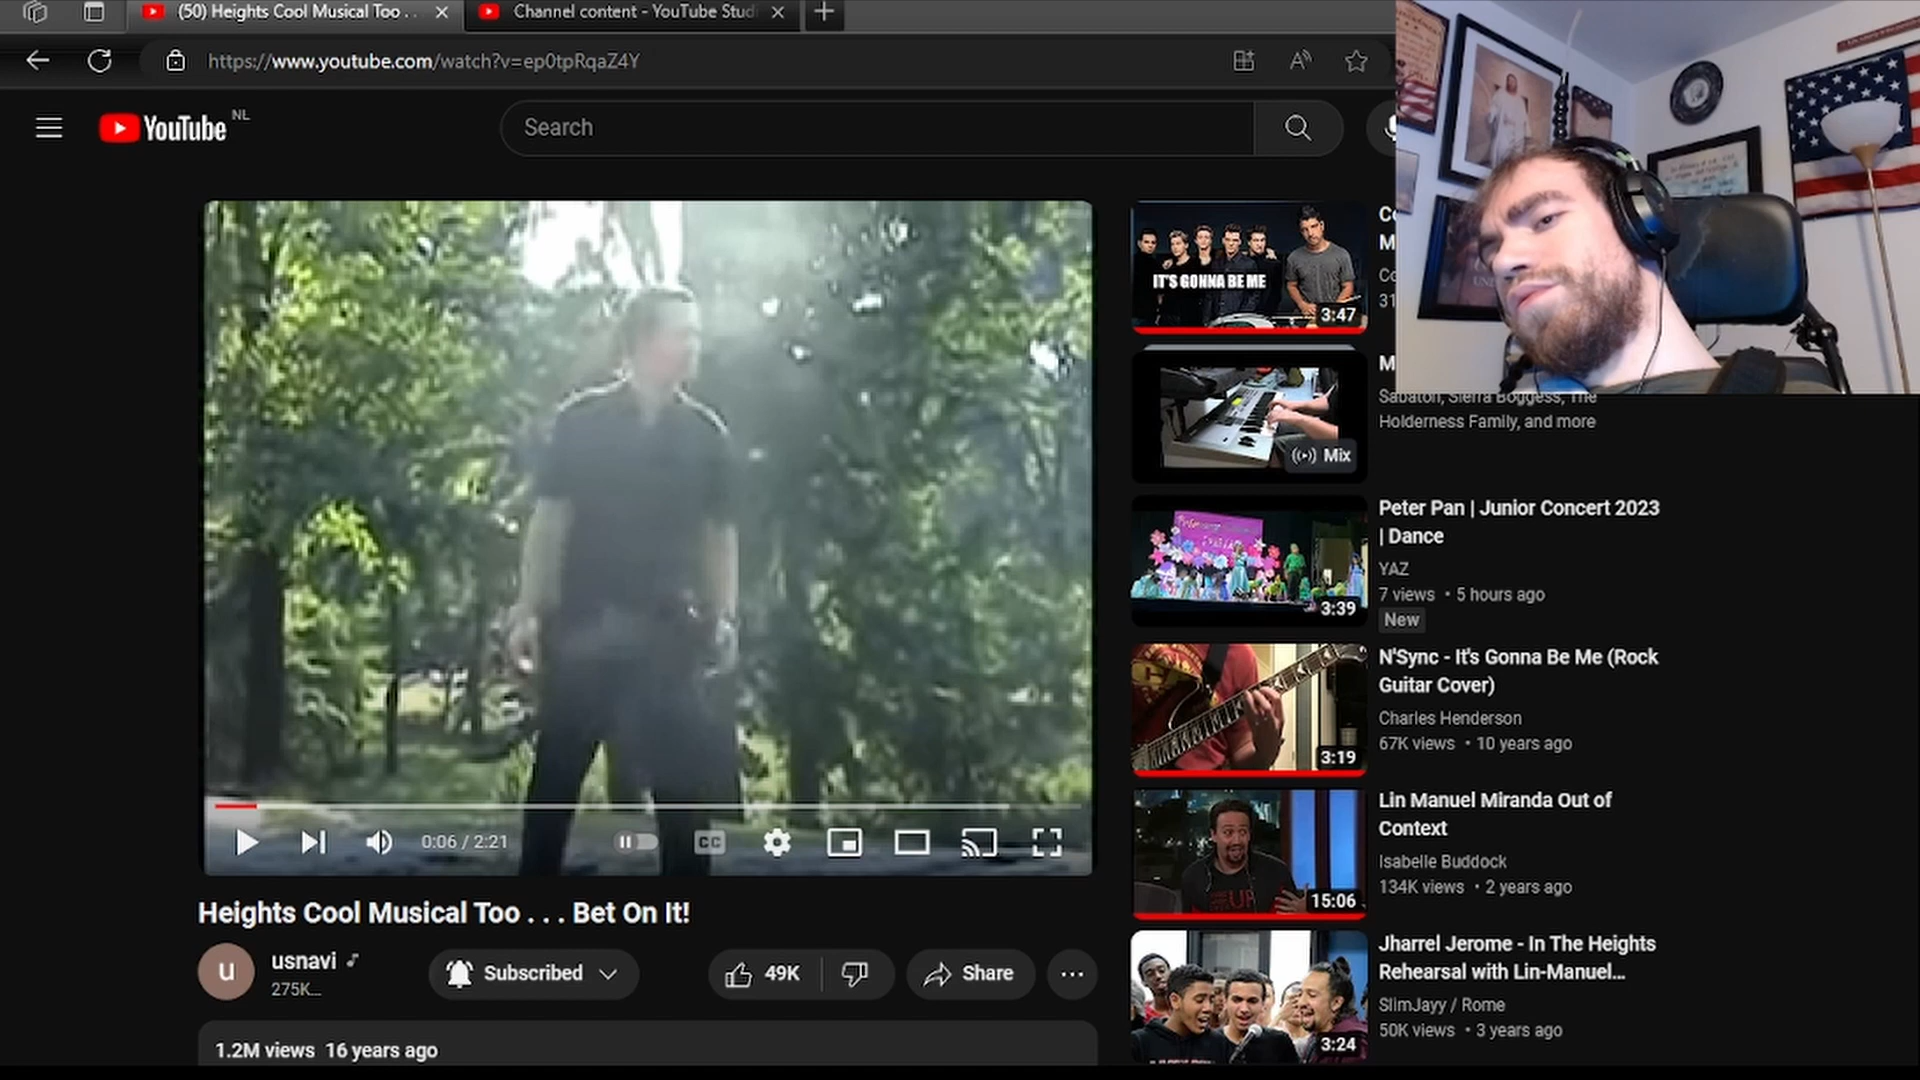 (50) Heights Cool Musical Too . .
Channel content - YouTube Studi
https://www.youtube.com/watch?v=ep0tpRqaZ4Y
YouTube NL
Search
IT'S GONNA BE ME
3:47
Sabaton, Sierra Boggess, The
Holderness Family, and more
Mix
Peter Pan | Junior Concert 2023
| Dance
YAZ
7 views • 5 hours ago
New
3:39
N'Sync - It's Gonna Be Me (Rock
Guitar Cover)
Charles Henderson
67K views • 10 years ago
3:19
Lin Manuel Miranda Out of
Context
Isabelle Buddock
134K views • 2 years ago
15:06
Jharrel Jerome - In The Heights
Rehearsal with Lin-Manuel...
SlimJayy / Rome
50K views • 3 years ago
3:24
0:06 / 2:21
CC
Heights Cool Musical Too . . . Bet On It!
u
usnavi
275K...
Subscribed
49K
Share
1.2M views 16 years ago